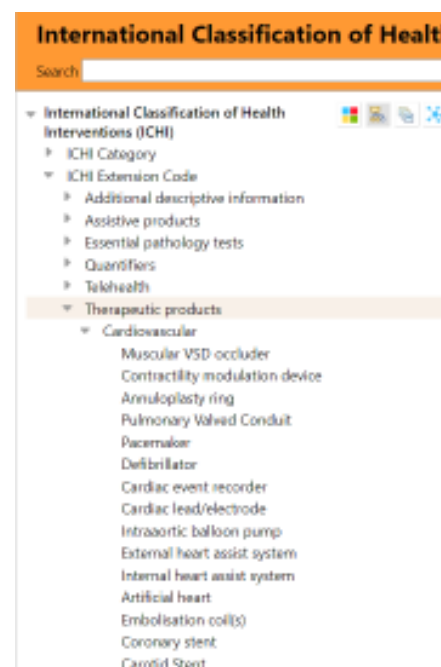 International Classification of Healt
Search
International Classification of Health
Interventions (ICHI)
ICHI Category
ICHI Extension Code
Additional descriptive information
Assistive products
Essential pathology tests
Quantifiers
Telehealth
Therapeutic products
Cardiovascular
Muscular VSD occluder
Contractility modulation device
Annuloplasty ring
Pulmonary Valved Conduit
Pacemaker
Defibrillator
Cardiac event recorder
Cardiac lead/electrode
Intraaortic balloon pump
External heart assist system
Internal heart assist system
Artificial heart
Embolisation coil(s)
Coronary stent
Carotid Stent